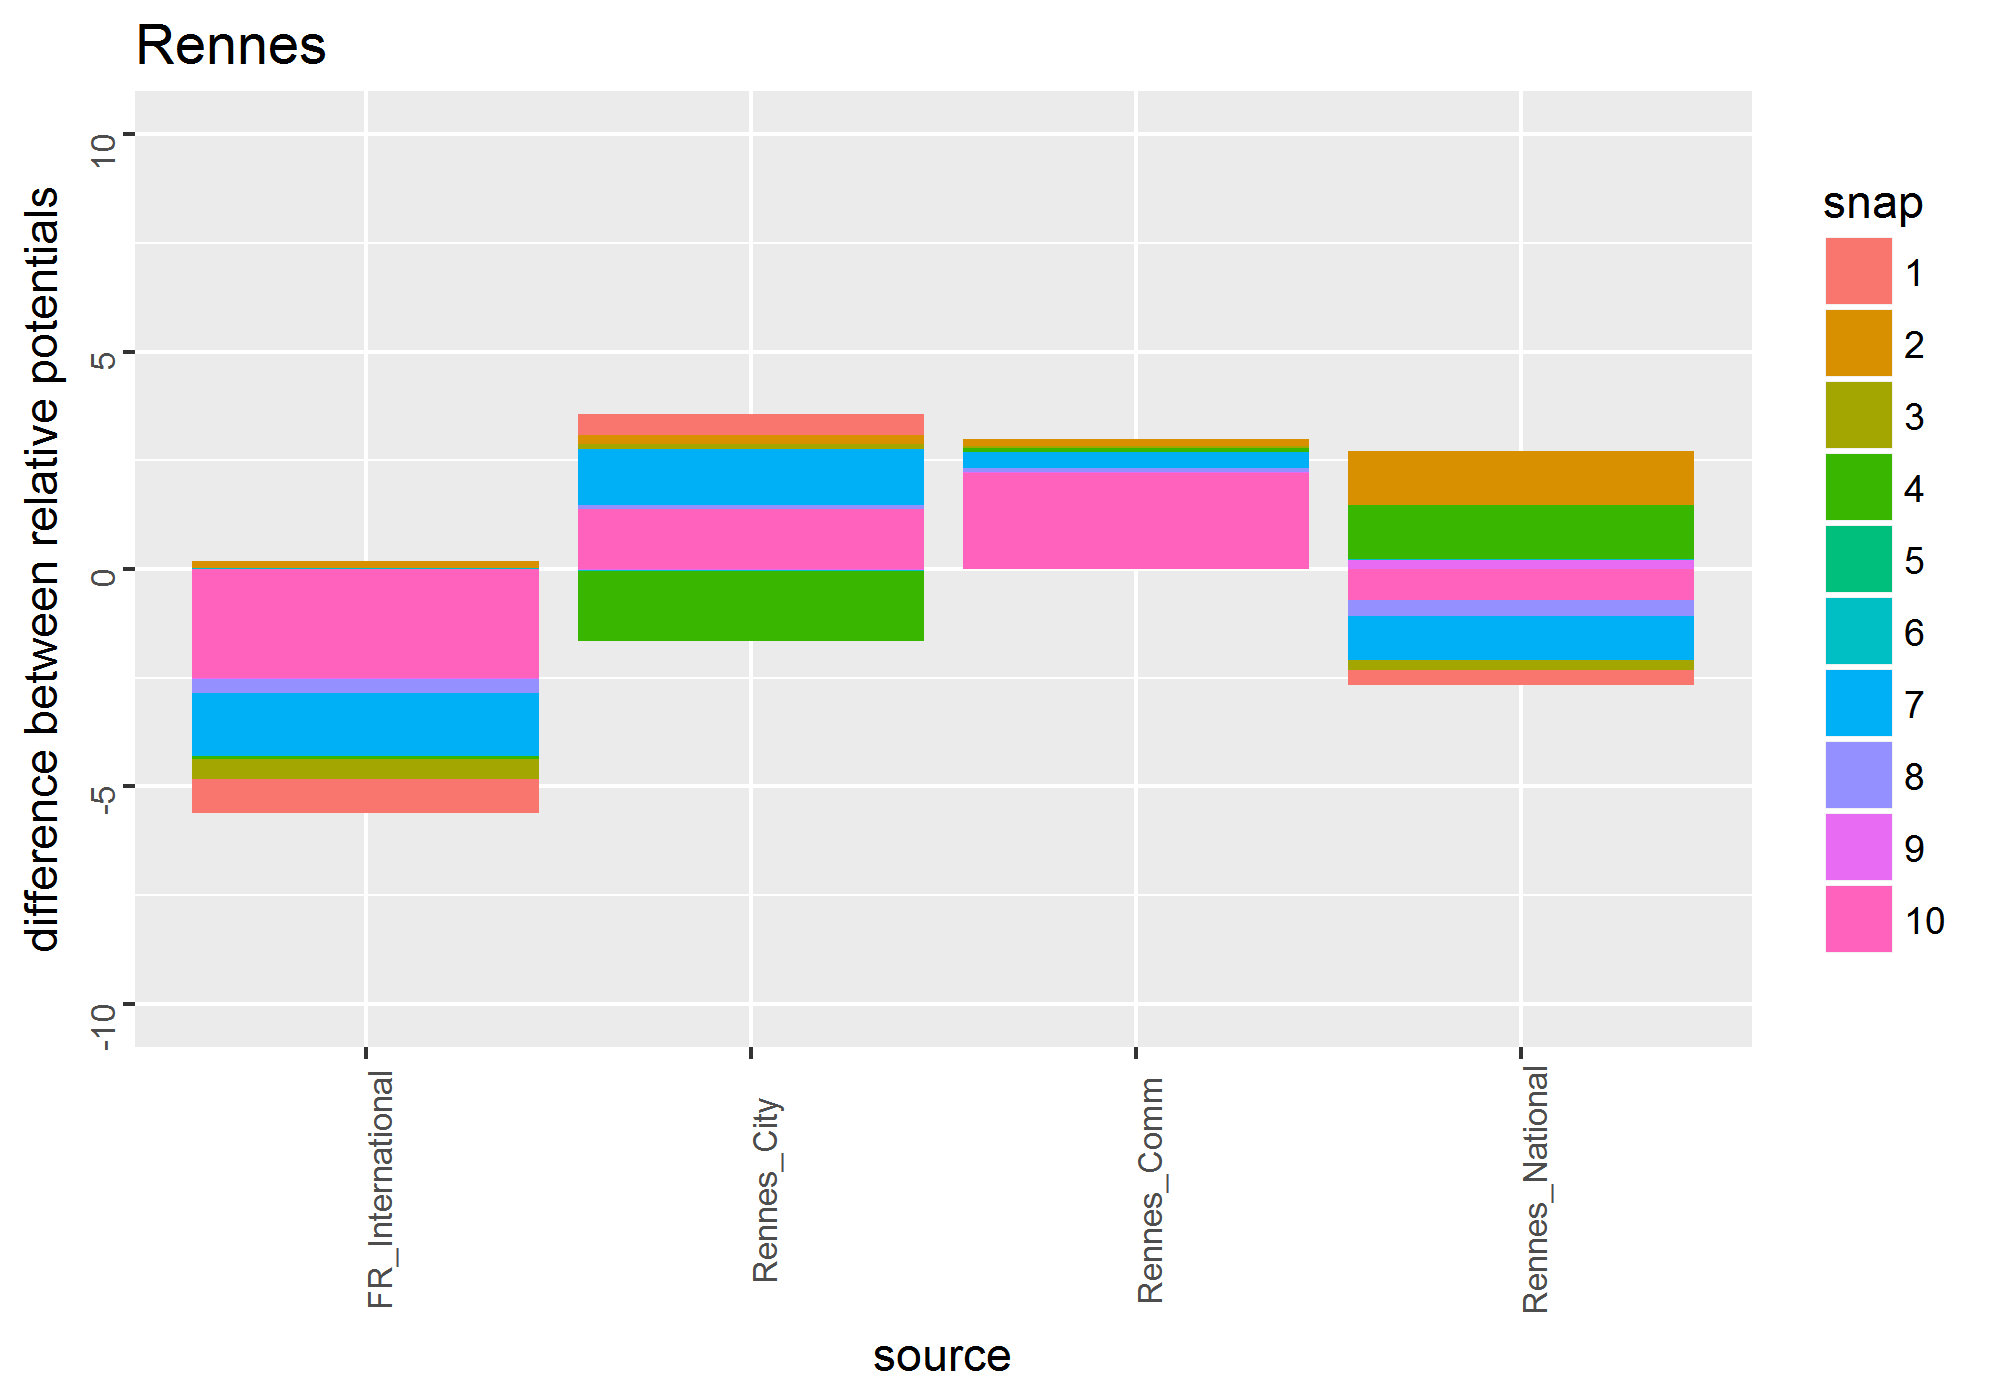 Rennes
difference between relative potentials
10
5
0
-5
-10
FR_International
Rennes_City
Rennes_Comm
Rennes_National
source
snap
1
2
3
4
5
6
7
8
9
10